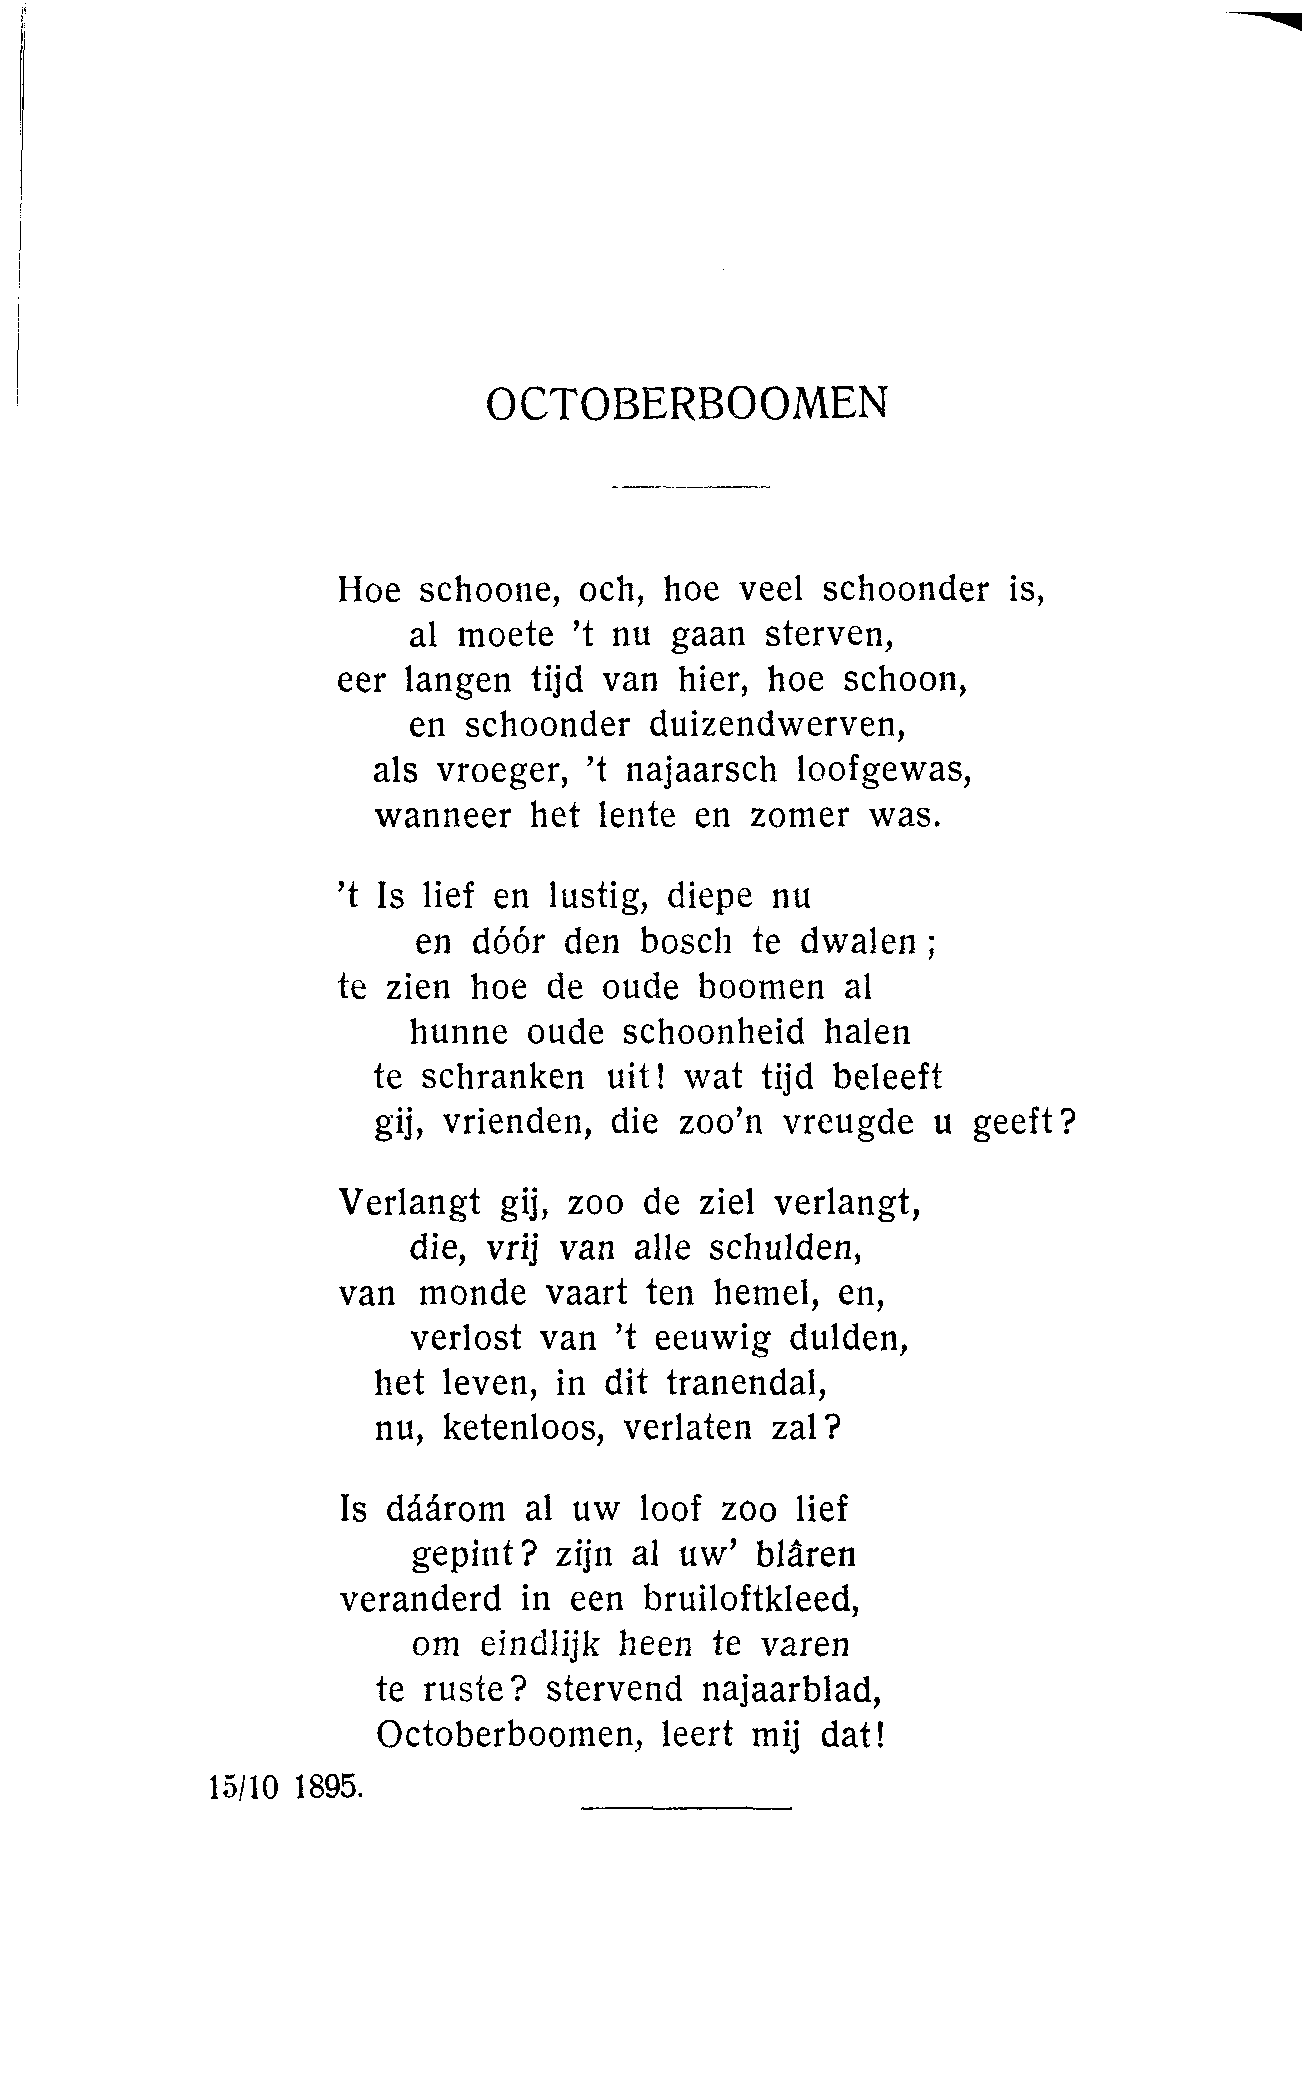 OCTOBERBOOMEN
Hoe schoone, och, hoe veel schoonder is,
al moete 't nu gaan sterven,
eer langen tijd van hier, hoe schoon,
en schoonder duizendwerven,
als vroeger, 't najaarsch loofgewas,
wanneer het lente en zomer was.
't Is lief en lustig, diepe nu
en dóór den bosch te dwalen ;
te zien hoe de oude boomen al
hunne oude schoonheid halen
te schranken uit! wat tijd beleeft
gij, vrienden, die zoo'n vreugde u geeft?
Verlangt gij, zoo de ziel verlangt,
die, vrij van alle schulden,
van monde vaart ten hemel, en,
verlost van 't eeuwig dulden,
het leven, in dit tranendal,
nu, ketenloos, verlaten zal?
Is dáárom al uw loof zoo lief
gepint? zijn al uw' blâren
veranderd in een bruiloftkleed,
om eindlijk heen te varen
te ruste? stervend najaarblad,
Octoberboomen, leert mij dat!
15/10 1895.